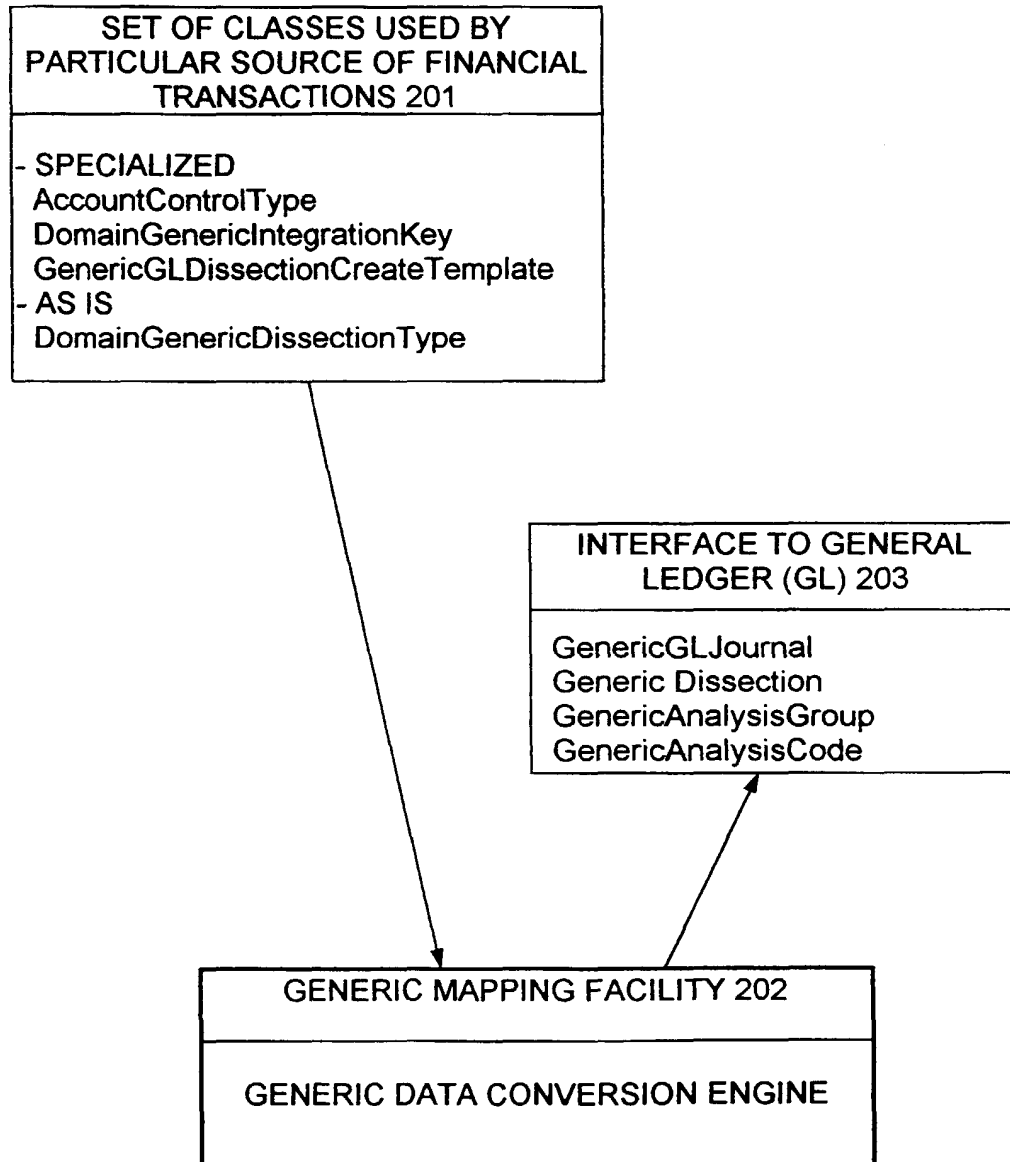 SET OF CLASSES USED BY
PARTICULAR SOURCE OF FINANCIAL
TRANSACTIONS 201
- SPECIALIZED
AccountControlType
DomainGenericIntegrationKey
GenericGLDissectionCreateTemplate
- AS IS
DomainGenericDissectionType
INTERFACE TO GENERAL
LEDGER (GL) 203
GenericGLJournal
Generic Dissection
GenericAnalysisGroup
GenericAnalysisCode
GENERIC MAPPING FACILITY 202
GENERIC DATA CONVERSION ENGINE